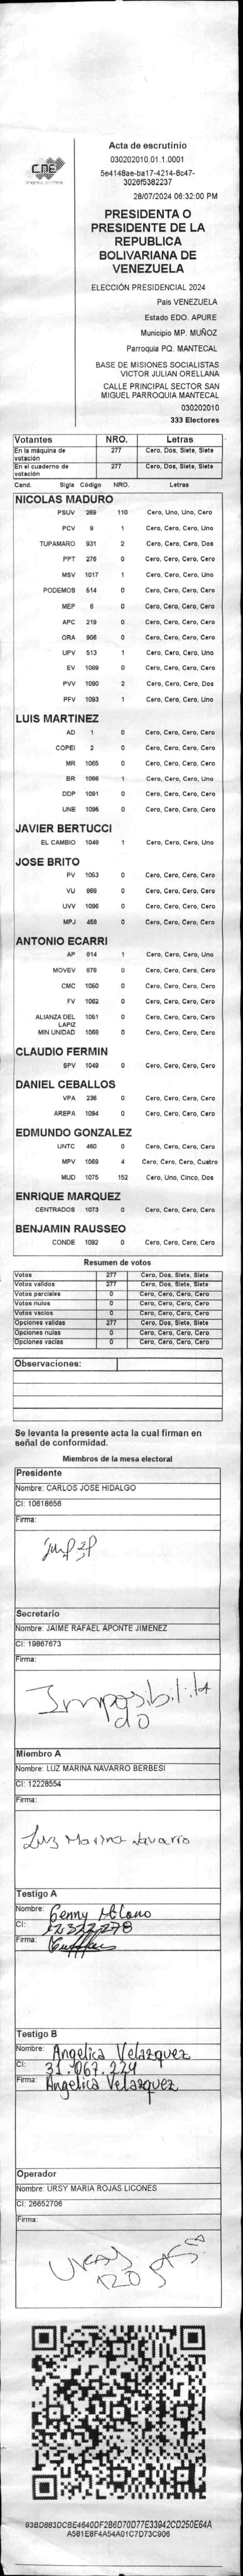 CNE
Acta de escrutinio
030202010.01.1.0001
5e4148ae-ba17-4214-8c47-
3026f5382237
28/07/2024 06:32:00 PM
PRESIDENTA O
PRESIDENTE DE LA
REPUBLICA
BOLIVARIANA DE
VENEZUELA
ELECCIÓN PRESIDENCIAL 2024
País VENEZUELA
Estado EDO. APURE
Municipio MP. MUÑOZ
Parroquia PQ. MANTECAL
BASE DE MISIONES SOCIALISTAS
VICTOR JULIAN ORELLANA
CALLE PRINCIPAL SECTOR SAN
MIGUEL PARROQUIA MANTECAL
030202010
333 Electores
Votantes NRO. Letras
En la máquina de votación 277 Cero, Dos, Siete, Siete
En el cuaderno de votación 277 Cero, Dos, Siete, Siete
Cand. Sigla Código NRO. Letras
NICOLAS MADURO
PSUV 269 110 Cero, Uno, Uno, Cero
PCV 9 1 Cero, Cero, Cero, Uno
TUPAMARO 931 2 Cero, Cero, Cero, Dos
PPT 276 0 Cero, Cero, Cero, Cero
MSV 1017 1 Cero, Cero, Cero, Uno
PODEMOS 514 0 Cero, Cero, Cero, Cero
MEP 6 0 Cero, Cero, Cero, Cero
APC 219 0 Cero, Cero, Cero, Cero
ORA 906 0 Cero, Cero, Cero, Cero
UPV 513 1 Cero, Cero, Cero, Uno
EV 1089 0 Cero, Cero, Cero, Cero
PVV 1090 2 Cero, Cero, Cero, Dos
PFV 1093 1 Cero, Cero, Cero, Uno
LUIS MARTINEZ
AD 1 0 Cero, Cero, Cero, Cero
COPEI 2 0 Cero, Cero, Cero, Cero
MR 1065 0 Cero, Cero, Cero, Cero
BR 1086 1 Cero, Cero, Cero, Uno
DDP 1091 0 Cero, Cero, Cero, Cero
UNE 1095 0 Cero, Cero, Cero, Cero
JAVIER BERTUCCI
EL CAMBIO 1048 1 Cero, Cero, Cero, Uno
JOSE BRITO
PV 1053 0 Cero, Cero, Cero, Cero
VU 868 0 Cero, Cero, Cero, Cero
UVV 1096 0 Cero, Cero, Cero, Cero
MPJ 458 0 Cero, Cero, Cero, Cero
ANTONIO ECARRI
AP 814 1 Cero, Cero, Cero, Uno
MOVEV 878 0 Cero, Cero, Cero, Cero
CMC 1050 0 Cero, Cero, Cero, Cero
FV 1062 0 Cero, Cero, Cero, Cero
ALIANZA DEL LAPIZ 1051 0 Cero, Cero, Cero, Cero
MIN UNIDAD 1068 0 Cero, Cero, Cero, Cero
CLAUDIO FERMIN
SPV 1049 0 Cero, Cero, Cero, Cero
DANIEL CEBALLOS
VPA 236 0 Cero, Cero, Cero, Cero
AREPA 1094 0 Cero, Cero, Cero, Cero
EDMUNDO GONZALEZ
UNTC 460 0 Cero, Cero, Cero, Cero
MPV 1069 4 Cero, Cero, Cero, Cuatro
MUD 1075 152 Cero, Uno, Cinco, Dos
ENRIQUE MARQUEZ
CENTRADOS 1073 0 Cero, Cero, Cero, Cero
BENJAMIN RAUSSEO
CONDE 1092 0 Cero, Cero, Cero, Cero
Resumen de votos
Votos 277 Cero, Dos, Siete, Siete
Votos validos 277 Cero, Dos, Siete, Siete
Votos parciales 0 Cero, Cero, Cero, Cero
Votos nulos 0 Cero, Cero, Cero, Cero
Votos vacíos 0 Cero, Cero, Cero, Cero
Opciones validas 277 Cero, Dos, Siete, Siete
Opciones nulas 0 Cero, Cero, Cero, Cero
Opciones vacías 0 Cero, Cero, Cero, Cero
Observaciones:
Se levanta la presente acta la cual firman en
señal de conformidad.
Miembros de la mesa electoral
Presidente
Nombre: CARLOS JOSE HIDALGO
CI: 10618656
Firma:
Secretario
Nombre: JAIME RAFAEL APONTE JIMENEZ
CI: 19867673
Firma:
Imposibilita
do
Miembro A
Nombre: LUZ MARINA NAVARRO BERBESI
CI: 12228554
Firma:
Luz Marina Navarro
Testigo A
Nombre: Genny
CI: 12.322.278
Firma:
Testigo B
Nombre: Angelica Velazquez
CI: 31.067.224
Firma: Angelica Velazquez
Operador
Nombre: URSY MARIA ROJAS LICONES
CI: 26652706
Firma:
93BD883DCBE4640DF2B6D70D77E33942CD250E64A
A581E8F4A54A01C7D73C906